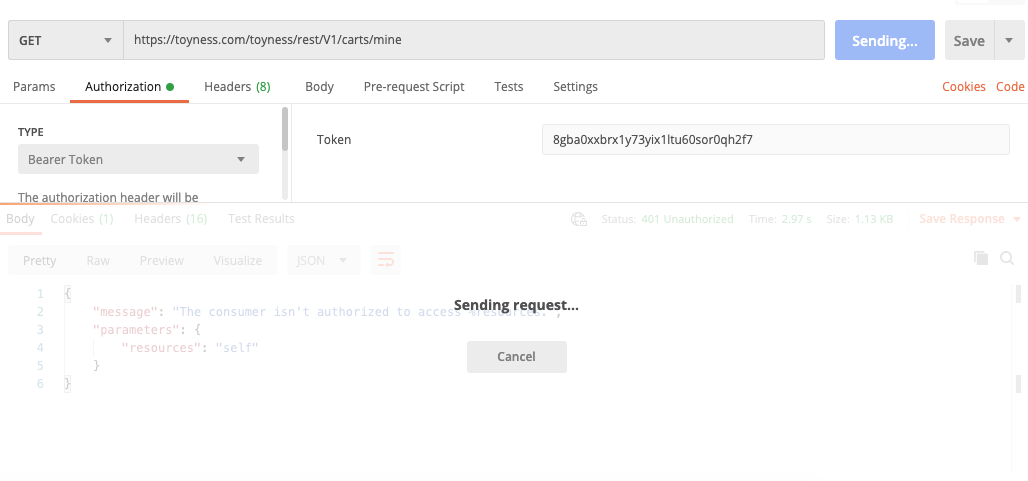 GET https://toyness.com/toyness/rest/V1/carts/mine Sending... Save
Params Authorization Headers (8) Body Pre-request Script Tests Settings Cookies Code
TYPE
Bearer Token
The authorization header will be
Token 8gba0xxbrx1y73yix1ltu60sor0qh2f7
Body Cookies (1) Headers (16) Test Results Status: 401 Unauthorized Time: 2.97 s Size: 1.13 KB Save Response
Pretty Raw Preview Visualize JSON
Sending request...
1 {
2 "message": "The consumer isn't authorized to access %resources.",
3 "parameters": {
4 "resources": "self"
5 }
6 }
Cancel